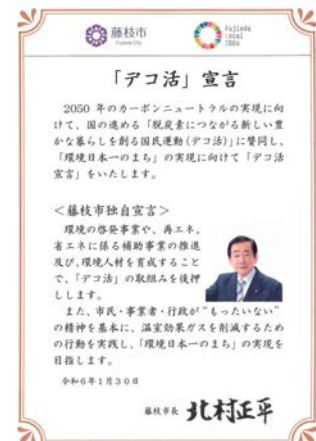 藤枝市
Fujieda City
Fujieda
Local
SDGs
「デコ活」宣言
2050 年のカーボンニュートラルの実現に向
けて、国の進める「脱炭素につながる新しい豊
かな暮らしを創る国民運動(デコ活)」に賛同し、
「環境日本一のまち」の実現に向けて「デコ活
宣言」をいたします。
＜藤枝市独自宣言＞
環境の啓発事業や、再エネ、
省エネに係る補助事業の推進
及び、環境人材を育成すること
で、「デコ活」の取組みを後押
しします。
また、市民・事業者・行政が“もったいない”
の精神を基本に、温室効果ガスを削減するため
の行動を実践し、「環境日本一のまち」の実現を
目指します。
令和6年1月30日
藤枝市長 北村正平